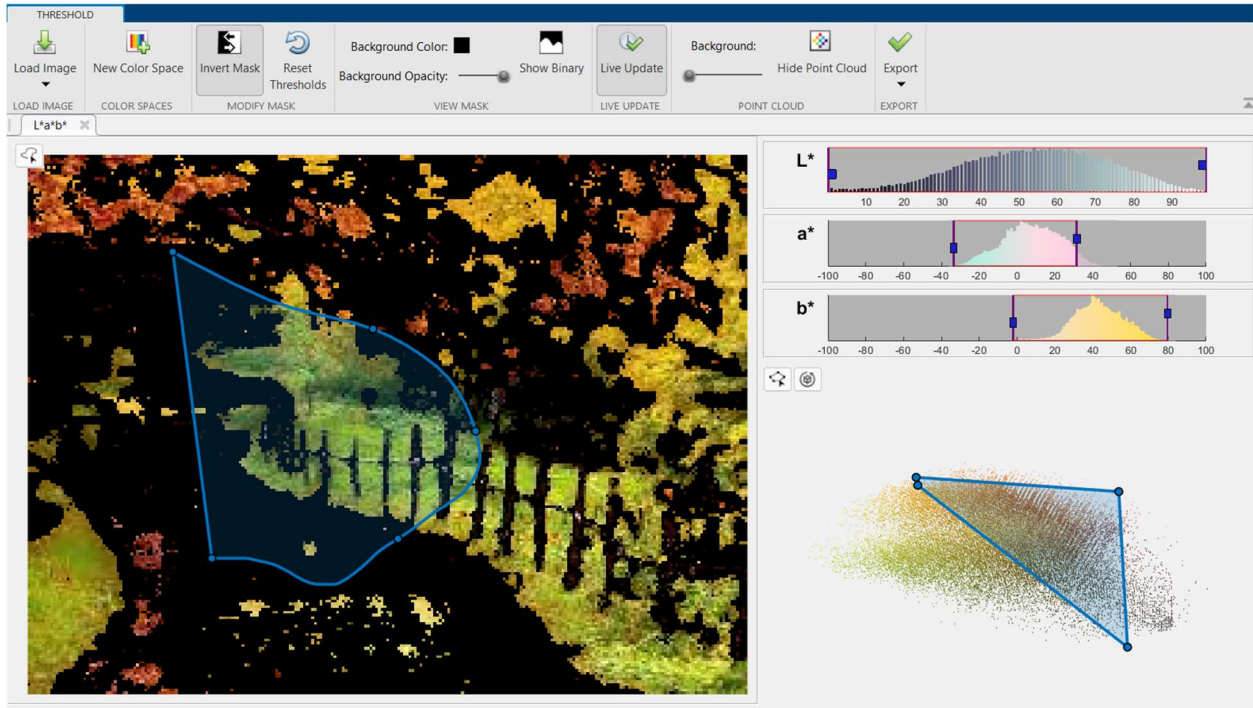 THRESHOLD
Load Image
New Color Space
Invert Mask
Reset
Thresholds
Background Color:
Background Opacity:
Show Binary
Live Update
Background:
Hide Point Cloud
Export
LOAD IMAGE
COLOR SPACES
MODIFY MASK
VIEW MASK
LIVE UPDATE
POINT CLOUD
EXPORT
L*a*b*
L*
10 20 30 40 50 60 70 80 90
a*
-100 -80 -60 -40 -20 0 20 40 60 80 100
b*
-100 -80 -60 -40 -20 0 20 40 60 80 100